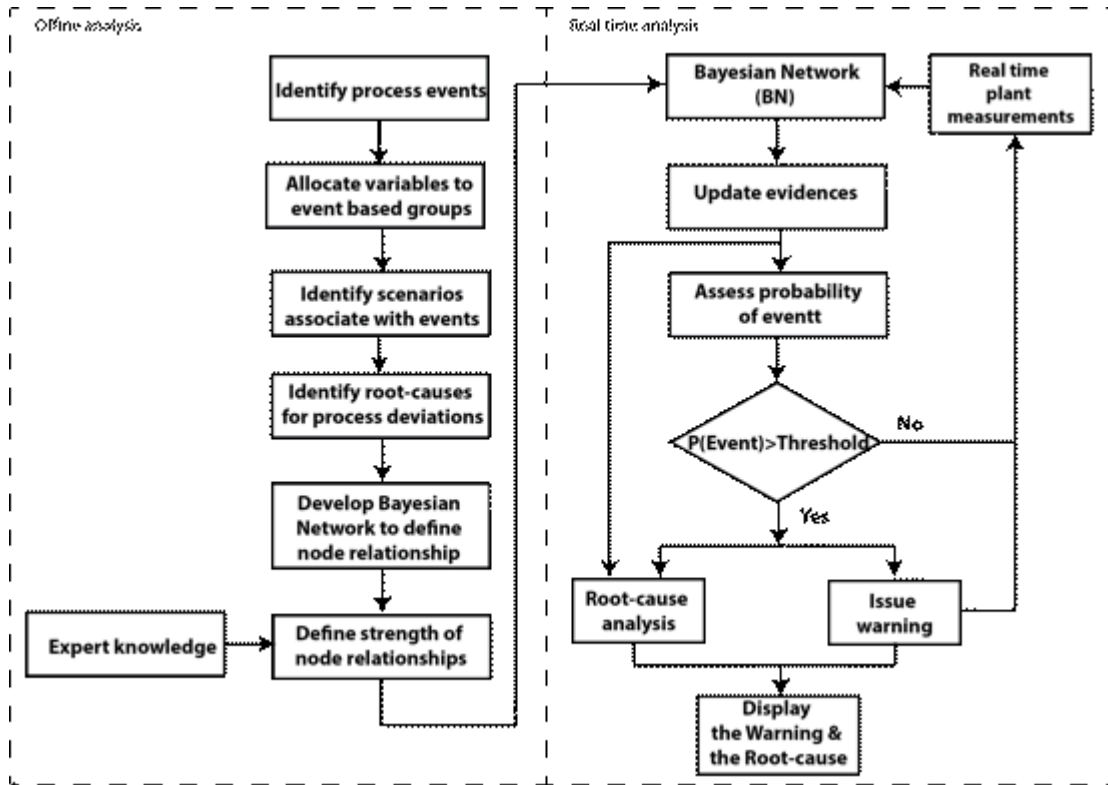 Offline analysis
Identify process events
Allocate variables to
event based groups
Identify scenarios
associate with events
Identify root-causes
for process deviations
Develop Bayesian
Network to define
node relationship
Expert knowledge
Define strength of
node relationships
Real time analysis
Bayesian Network
(BN)
Real time
plant
measurements
Update evidences
Assess probability
of eventt
P(Event)>Threshold
No
Yes
Root-cause
analysis
Issue
warning
Display
the Warning &
the Root-cause